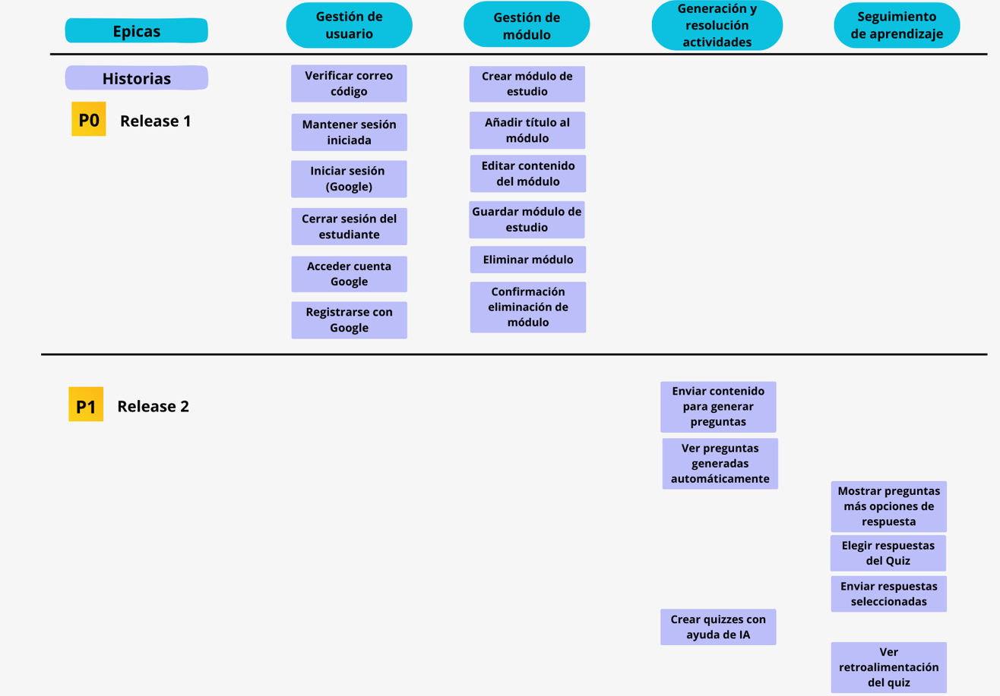 Epicas
Gestión de
usuario
Gestión de
módulo
Generación y
resolución
actividades
Seguimiento
de aprendizaje
Historias
P0
Release 1
Verificar correo
código
Mantener sesión
iniciada
Iniciar sesión
(Google)
Cerrar sesión del
estudiante
Acceder cuenta
Google
Registrarse con
Google
Crear módulo de
estudio
Añadir título al
módulo
Editar contenido
del módulo
Guardar módulo de
estudio
Eliminar módulo
Confirmación
eliminación de
módulo
P1
Release 2
Enviar contenido
para generar
preguntas
Ver preguntas
generadas
automáticamente
Crear quizzes con
ayuda de IA
Mostrar preguntas
más opciones de
respuesta
Elegir respuestas
del Quiz
Enviar respuestas
seleccionadas
Ver
retroalimentación
del quiz